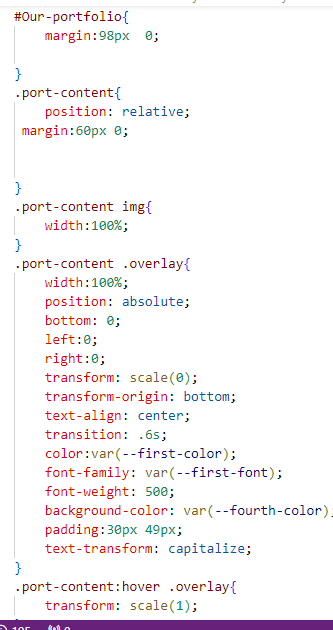 #Our-portfolio{
margin:98px  0;
}
.port-content{
position: relative;
margin:60px 0;
}
.port-content img{
width:100%;
}
.port-content .overlay{
width:100%;
position: absolute;
bottom: 0;
left:0;
right:0;
transform: scale(0);
transform-origin: bottom;
text-align: center;
transition: .6s;
color:var(--first-color);
font-family: var(--first-font);
font-weight: 500;
background-color: var(--fourth-color);
padding:30px 49px;
text-transform: capitalize;
}
.port-content:hover .overlay{
transform: scale(1);